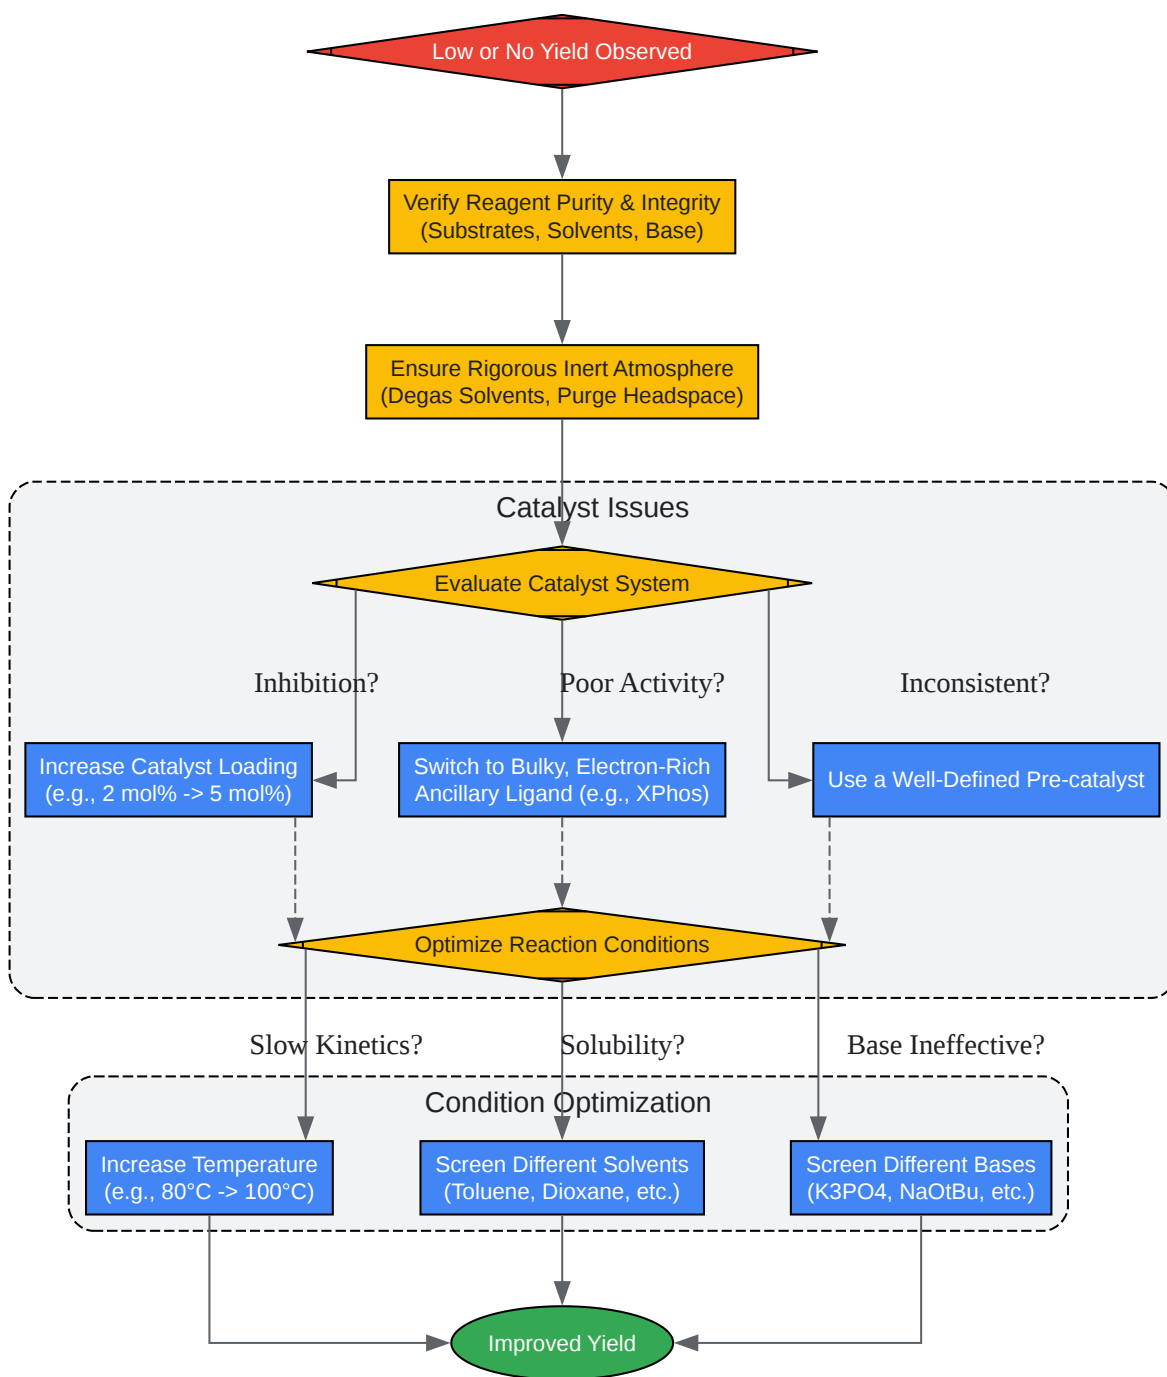 Low or No Yield Observed
Verify Reagent Purity & Integrity
(Substrates, Solvents, Base)
Ensure Rigorous Inert Atmosphere
(Degas Solvents, Purge Headspace)
Catalyst Issues
Evaluate Catalyst System
Inhibition?
Poor Activity?
Inconsistent?
Increase Catalyst Loading
(e.g., 2 mol% -> 5 mol%)
Switch to Bulky, Electron-Rich
Ancillary Ligand (e.g., XPhos)
Use a Well-Defined Pre-catalyst
Optimize Reaction Conditions
Slow Kinetics?
Solubility?
Base Ineffective?
Condition Optimization
Increase Temperature
(e.g., 80°C -> 100°C)
Screen Different Solvents
(Toluene, Dioxane, etc.)
Screen Different Bases
(K3PO4, NaOtBu, etc.)
Improved Yield